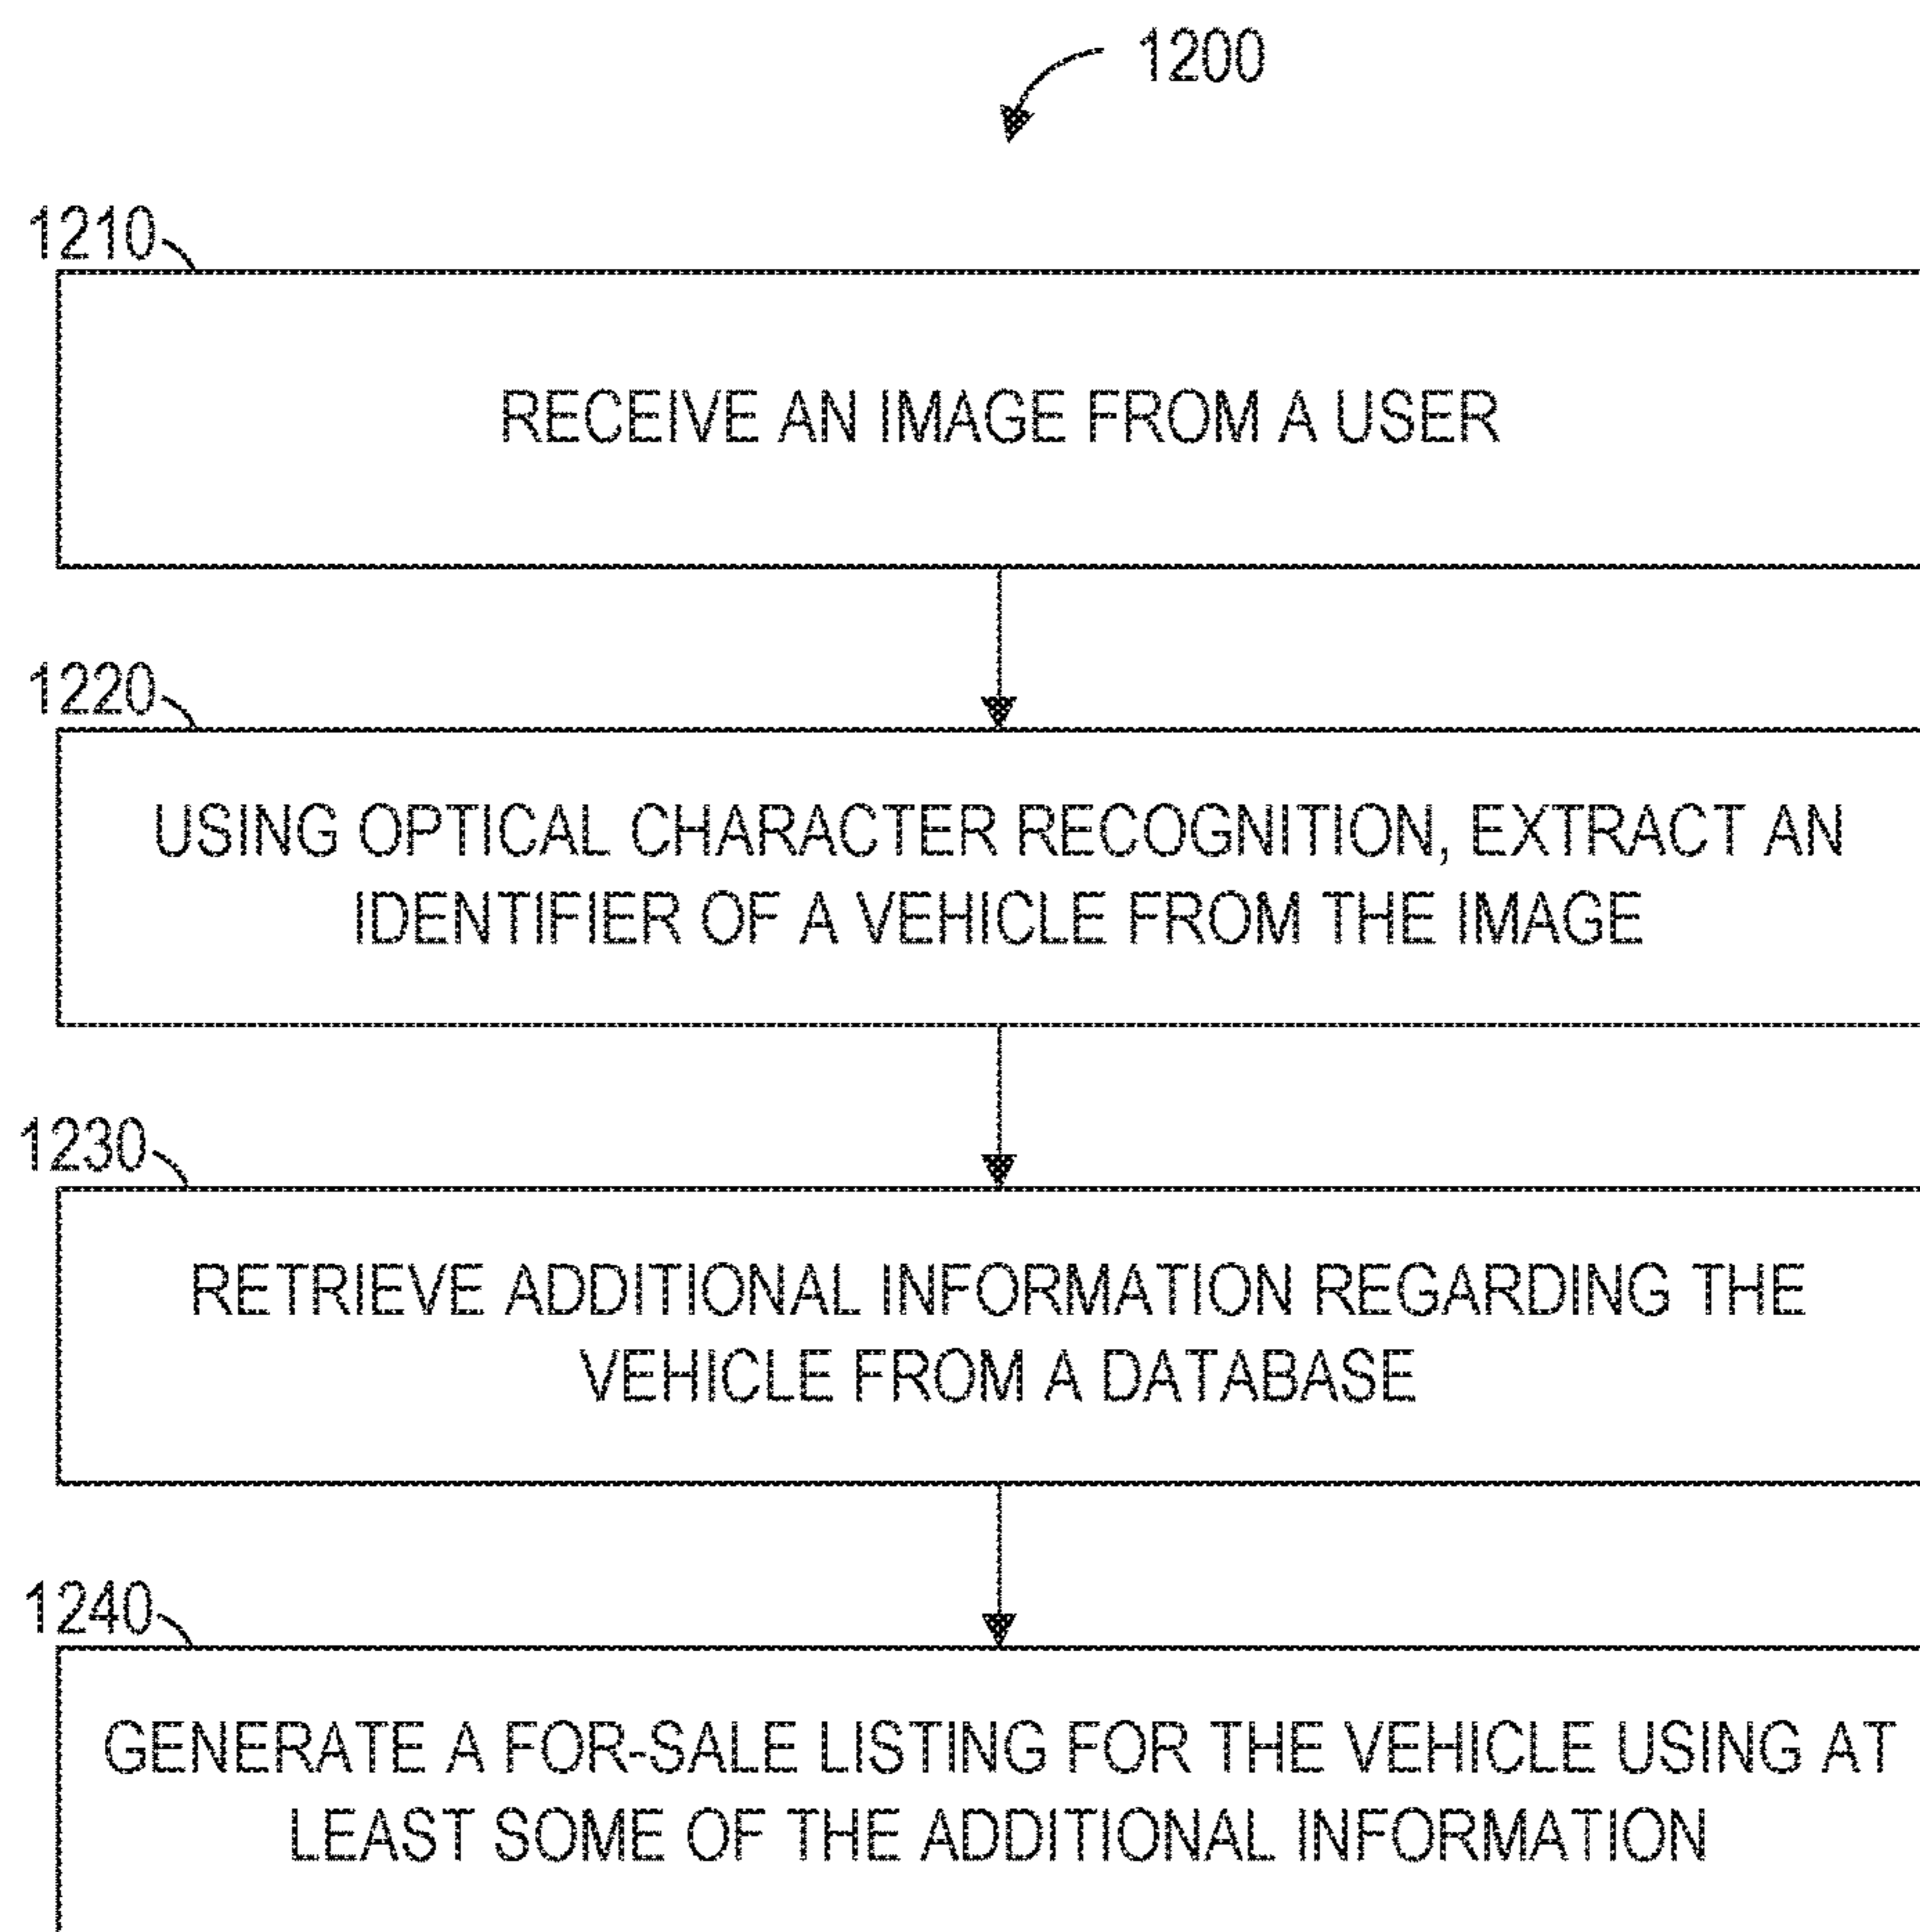 1200
1210
RECEIVE AN IMAGE FROM A USER
1220
USING OPTICAL CHARACTER RECOGNITION, EXTRACT AN
IDENTIFIER OF A VEHICLE FROM THE IMAGE
1230
RETRIEVE ADDITIONAL INFORMATION REGARDING THE
VEHICLE FROM A DATABASE
1240
GENERATE A FOR-SALE LISTING FOR THE VEHICLE USING AT
LEAST SOME OF THE ADDITIONAL INFORMATION